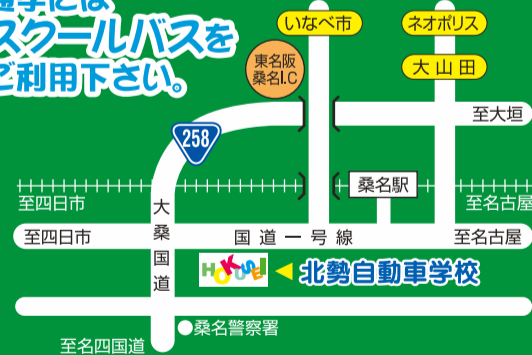 通学には
スクールバスを
ご利用下さい。
いなべ市
ネオポリス
東名阪
桑名I.C
大山田
至大垣
258
桑名駅
至四日市
至名古屋
大桑国道
至四日市
国道一号線
至名古屋
HOKUSEI
北勢自動車学校
桑名警察署
至名四国道